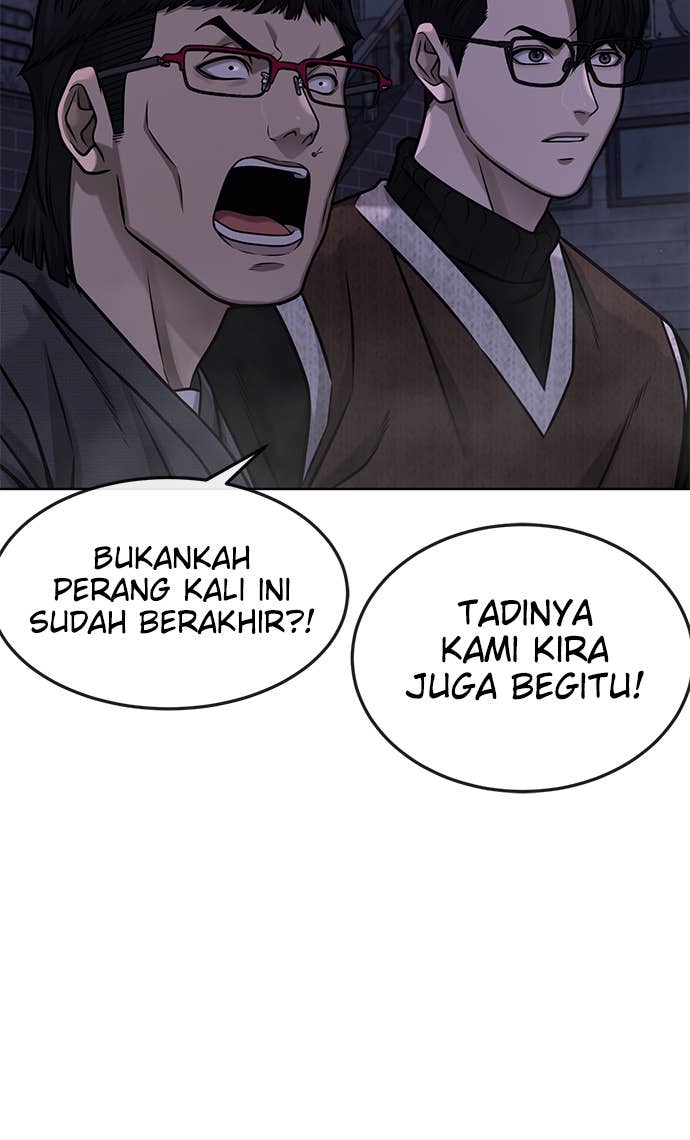 BUKANKAH
PERANG KALI INI
SUDAH BERAKHIR?!
TADINYA
KAMI KIRA
JUGA BEGITU!